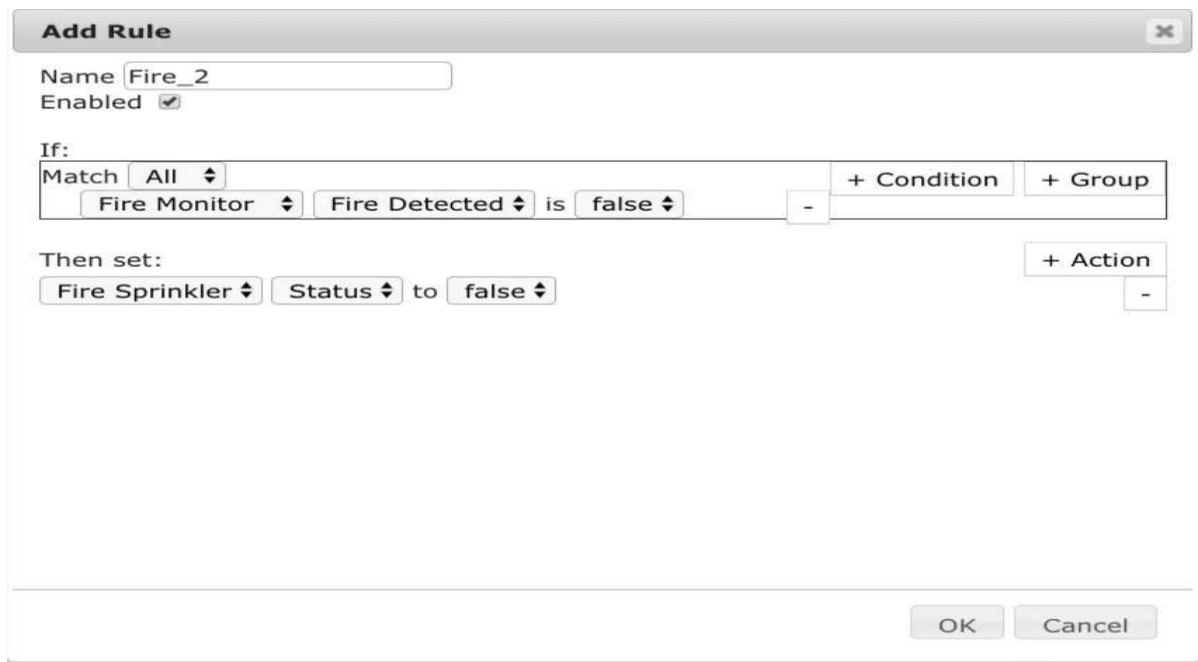 Add Rule
Name Fire_2
Enabled
If:
Match All + Condition + Group
Fire Monitor Fire Detected is false -
Then set: + Action
Fire Sprinkler Status to false -
OK Cancel